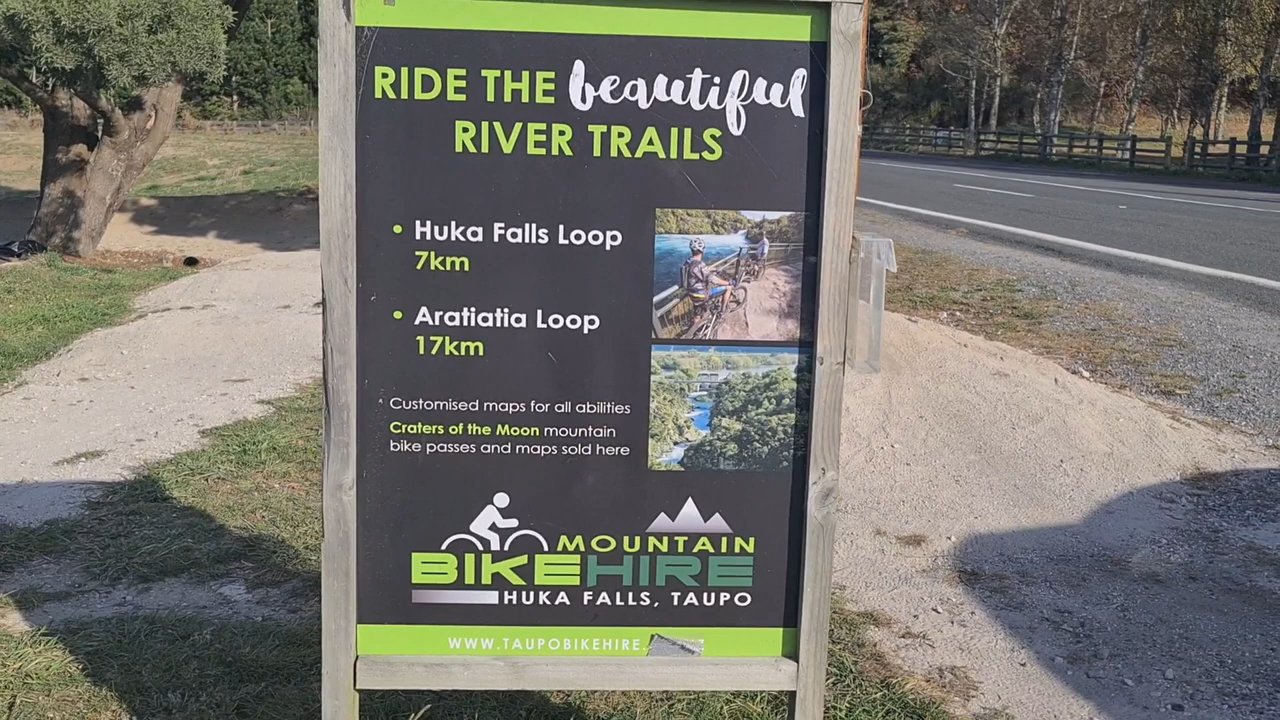 RIDE THE beautiful
RIVER TRAILS
• Huka Falls Loop
7km
• Aratiatia Loop
17km
Customised maps for all abilities
Craters of the Moon mountain
bike passes and maps sold here
MOUNTAIN
BIKEHIRE
HUKA FALLS, TAUPO
WWW.TAUPOBIKEHIRE.